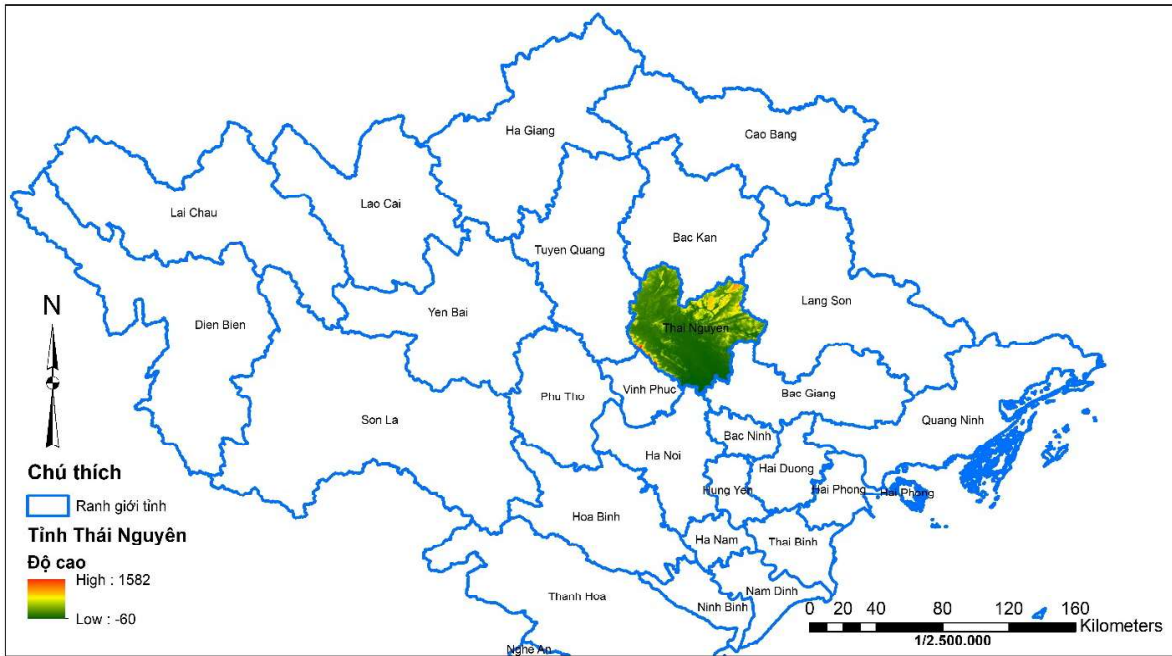 Ha Giang
Cao Bang
Lao Cai
Lai Chau
Bac Kan
Tuyen Quang
Lang Son
Yen Bai
Dien Bien
Thai Nguyen
Vinh Phuc
Phu Tho
Bac Giang
Son La
Quang Ninh
Bac Ninh
Ha Noi
Hai Duong
Hung Yen
Hai Phong
Hai Phong
Hoa Binh
Ha Nam
Thai Binh
Nam Dinh
Thanh Hoa
Ninh Binh
Nghe An
N
Chú thích
Ranh giới tỉnh
Tỉnh Thái Nguyên
Độ cao
High : 1582
Low : -60
0 20 40 80 120 160
Kilometers
1/2.500.000